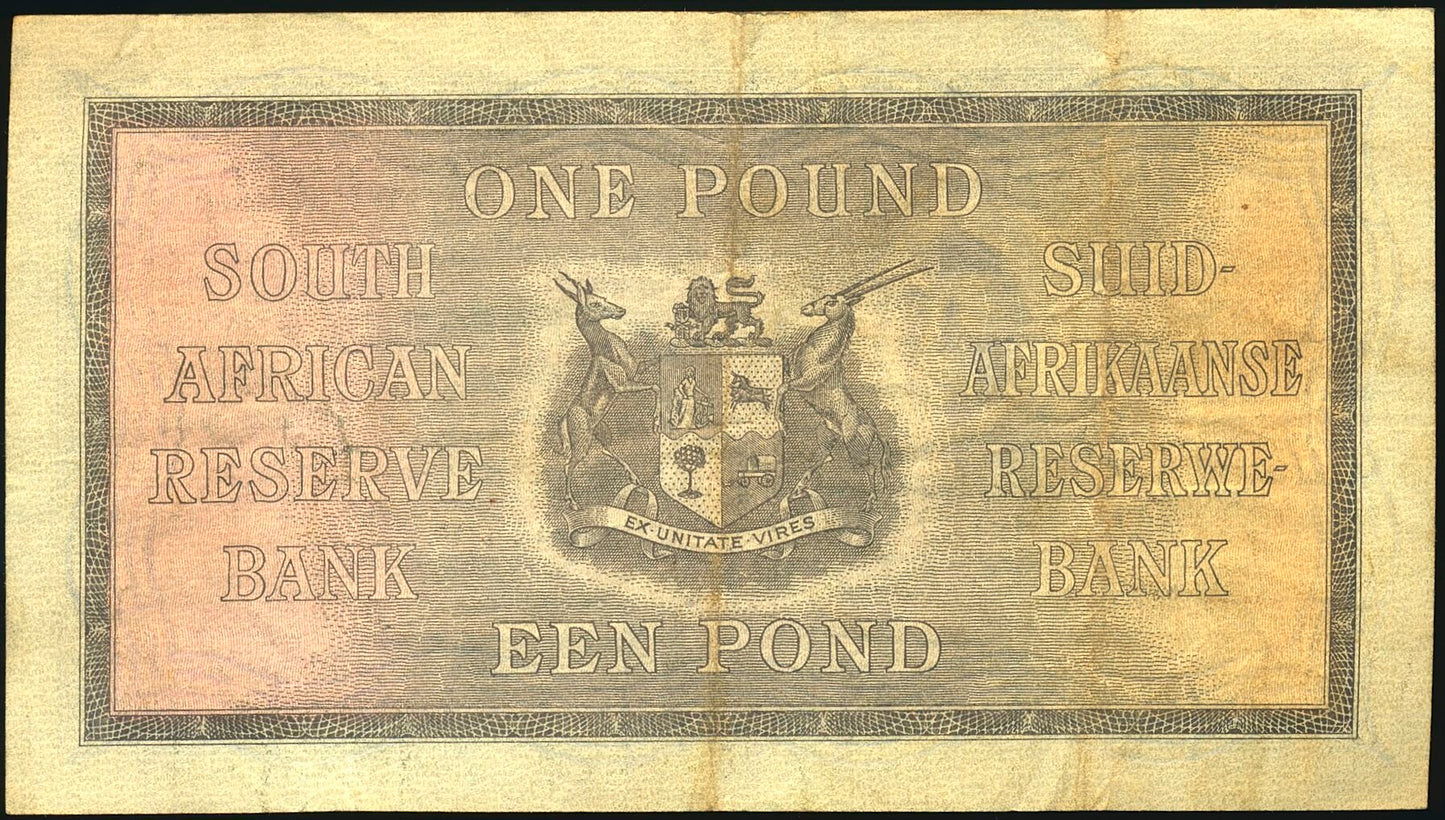 ONE POUND
SOUTH
AFRICAN
RESERVE
BANK
SUID-
AFRIKAANSE
RESERWE-
BANK
EX·UNITATE·VIRES
EEN POND